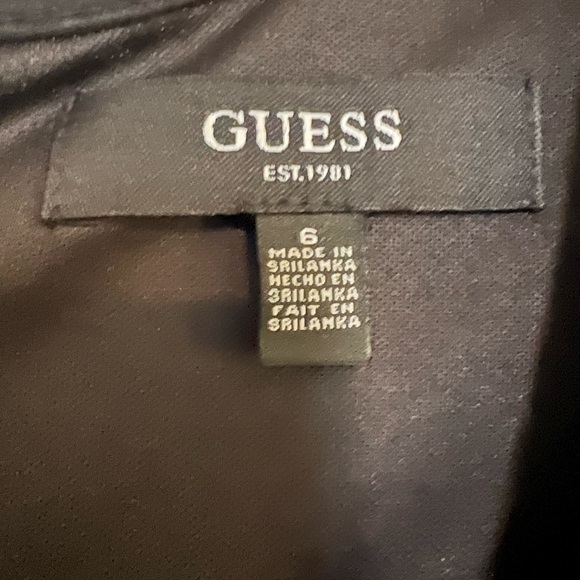 GUESS
EST.1981
6
MADE IN
SRILANKA
HECHO EN
SRILANKA
FAIT EN
SRILANKA